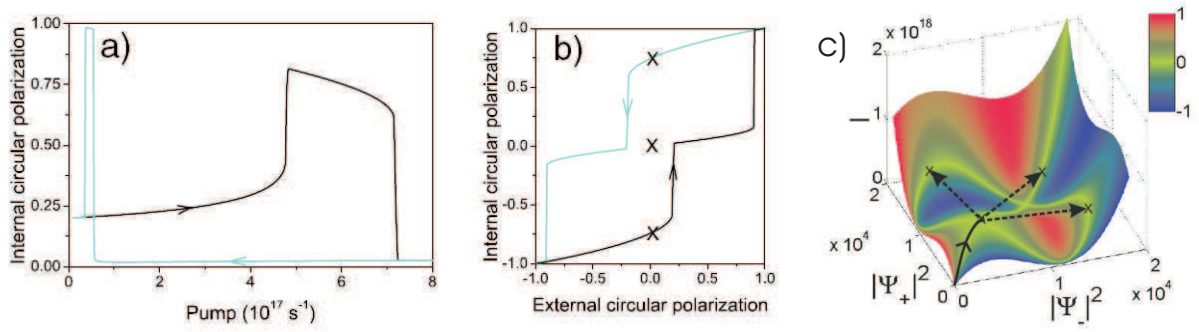 a)
Internal circular polarization
1.00
0.75
0.50
0.25
0.00
0 2 4 6 8
Pump (10¹⁷ s⁻¹)
b)
Internal circular polarization
1.0
0.5
0.0
-0.5
-1.0
X
X
X
-1.0 -0.5 0.0 0.5 1.0
External circular polarization
c)
x 10¹⁸
I
2
1
0
2
1
0
x 10⁴
|Ψ₊|²
0
1
2
x 10⁴
|Ψ₋|²
x
x
x
1
0
-1